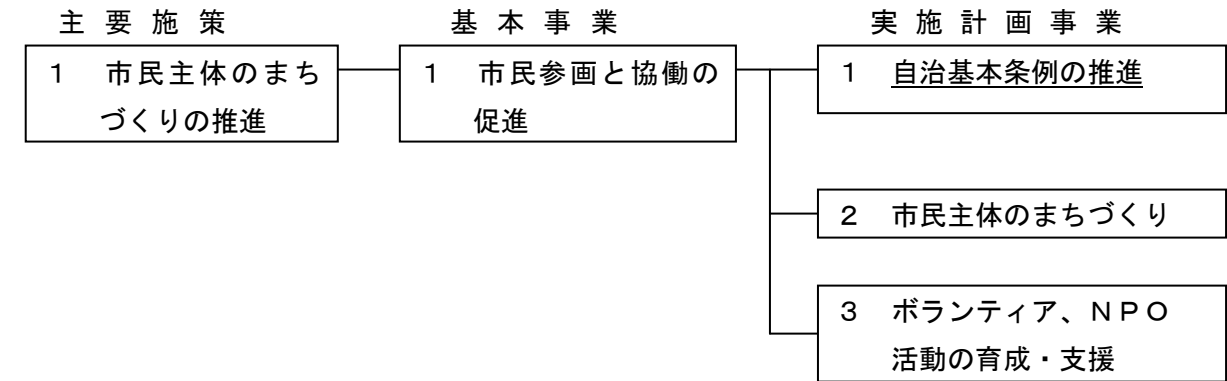 主 要 施 策
基 本 事 業
実 施 計 画 事 業
１　市民主体のまち
づくりの推進
１　市民参画と協働の
促進
１　自治基本条例の推進
２　市民主体のまちづくり
３　ボランティア、ＮＰＯ
活動の育成・支援